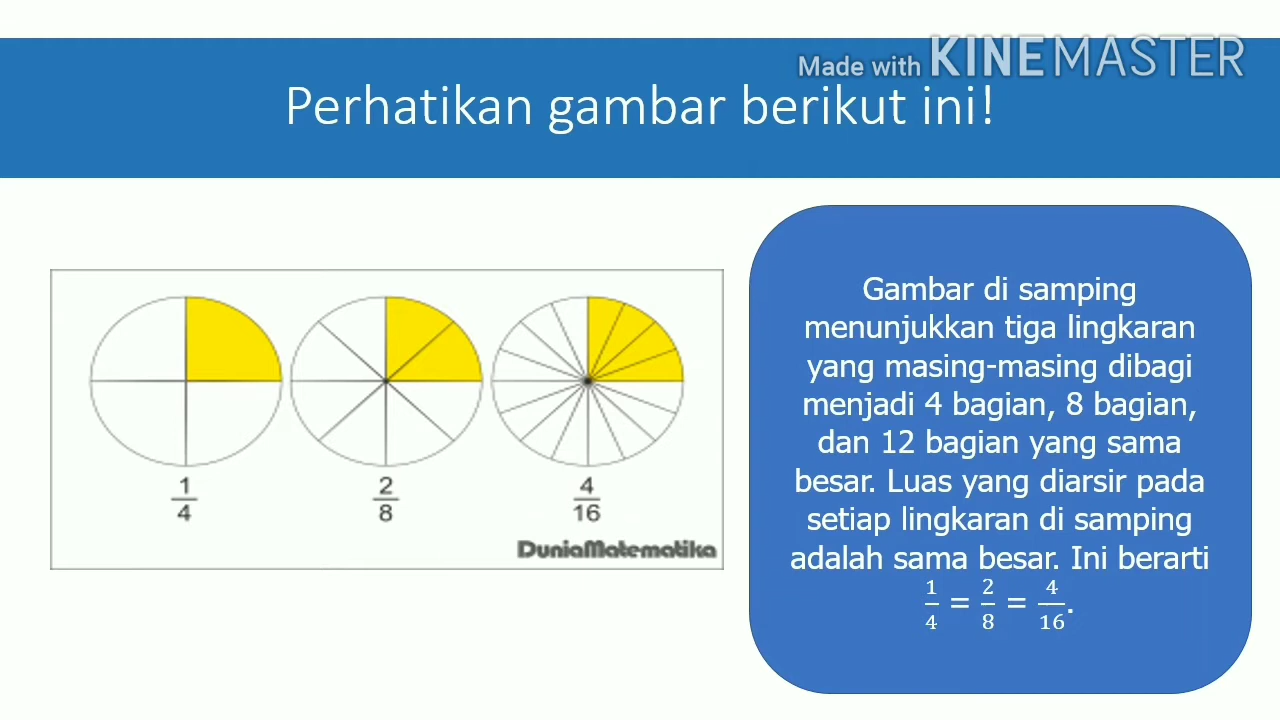 Made with KINEMASTER
Perhatikan gambar berikut ini!
1/4
2/8
4/16
DuniaMatematika
Gambar di samping
menunjukkan tiga lingkaran
yang masing-masing dibagi
menjadi 4 bagian, 8 bagian,
dan 12 bagian yang sama
besar. Luas yang diarsir pada
setiap lingkaran di samping
adalah sama besar. Ini berarti
1/4 = 2/8 = 4/16.